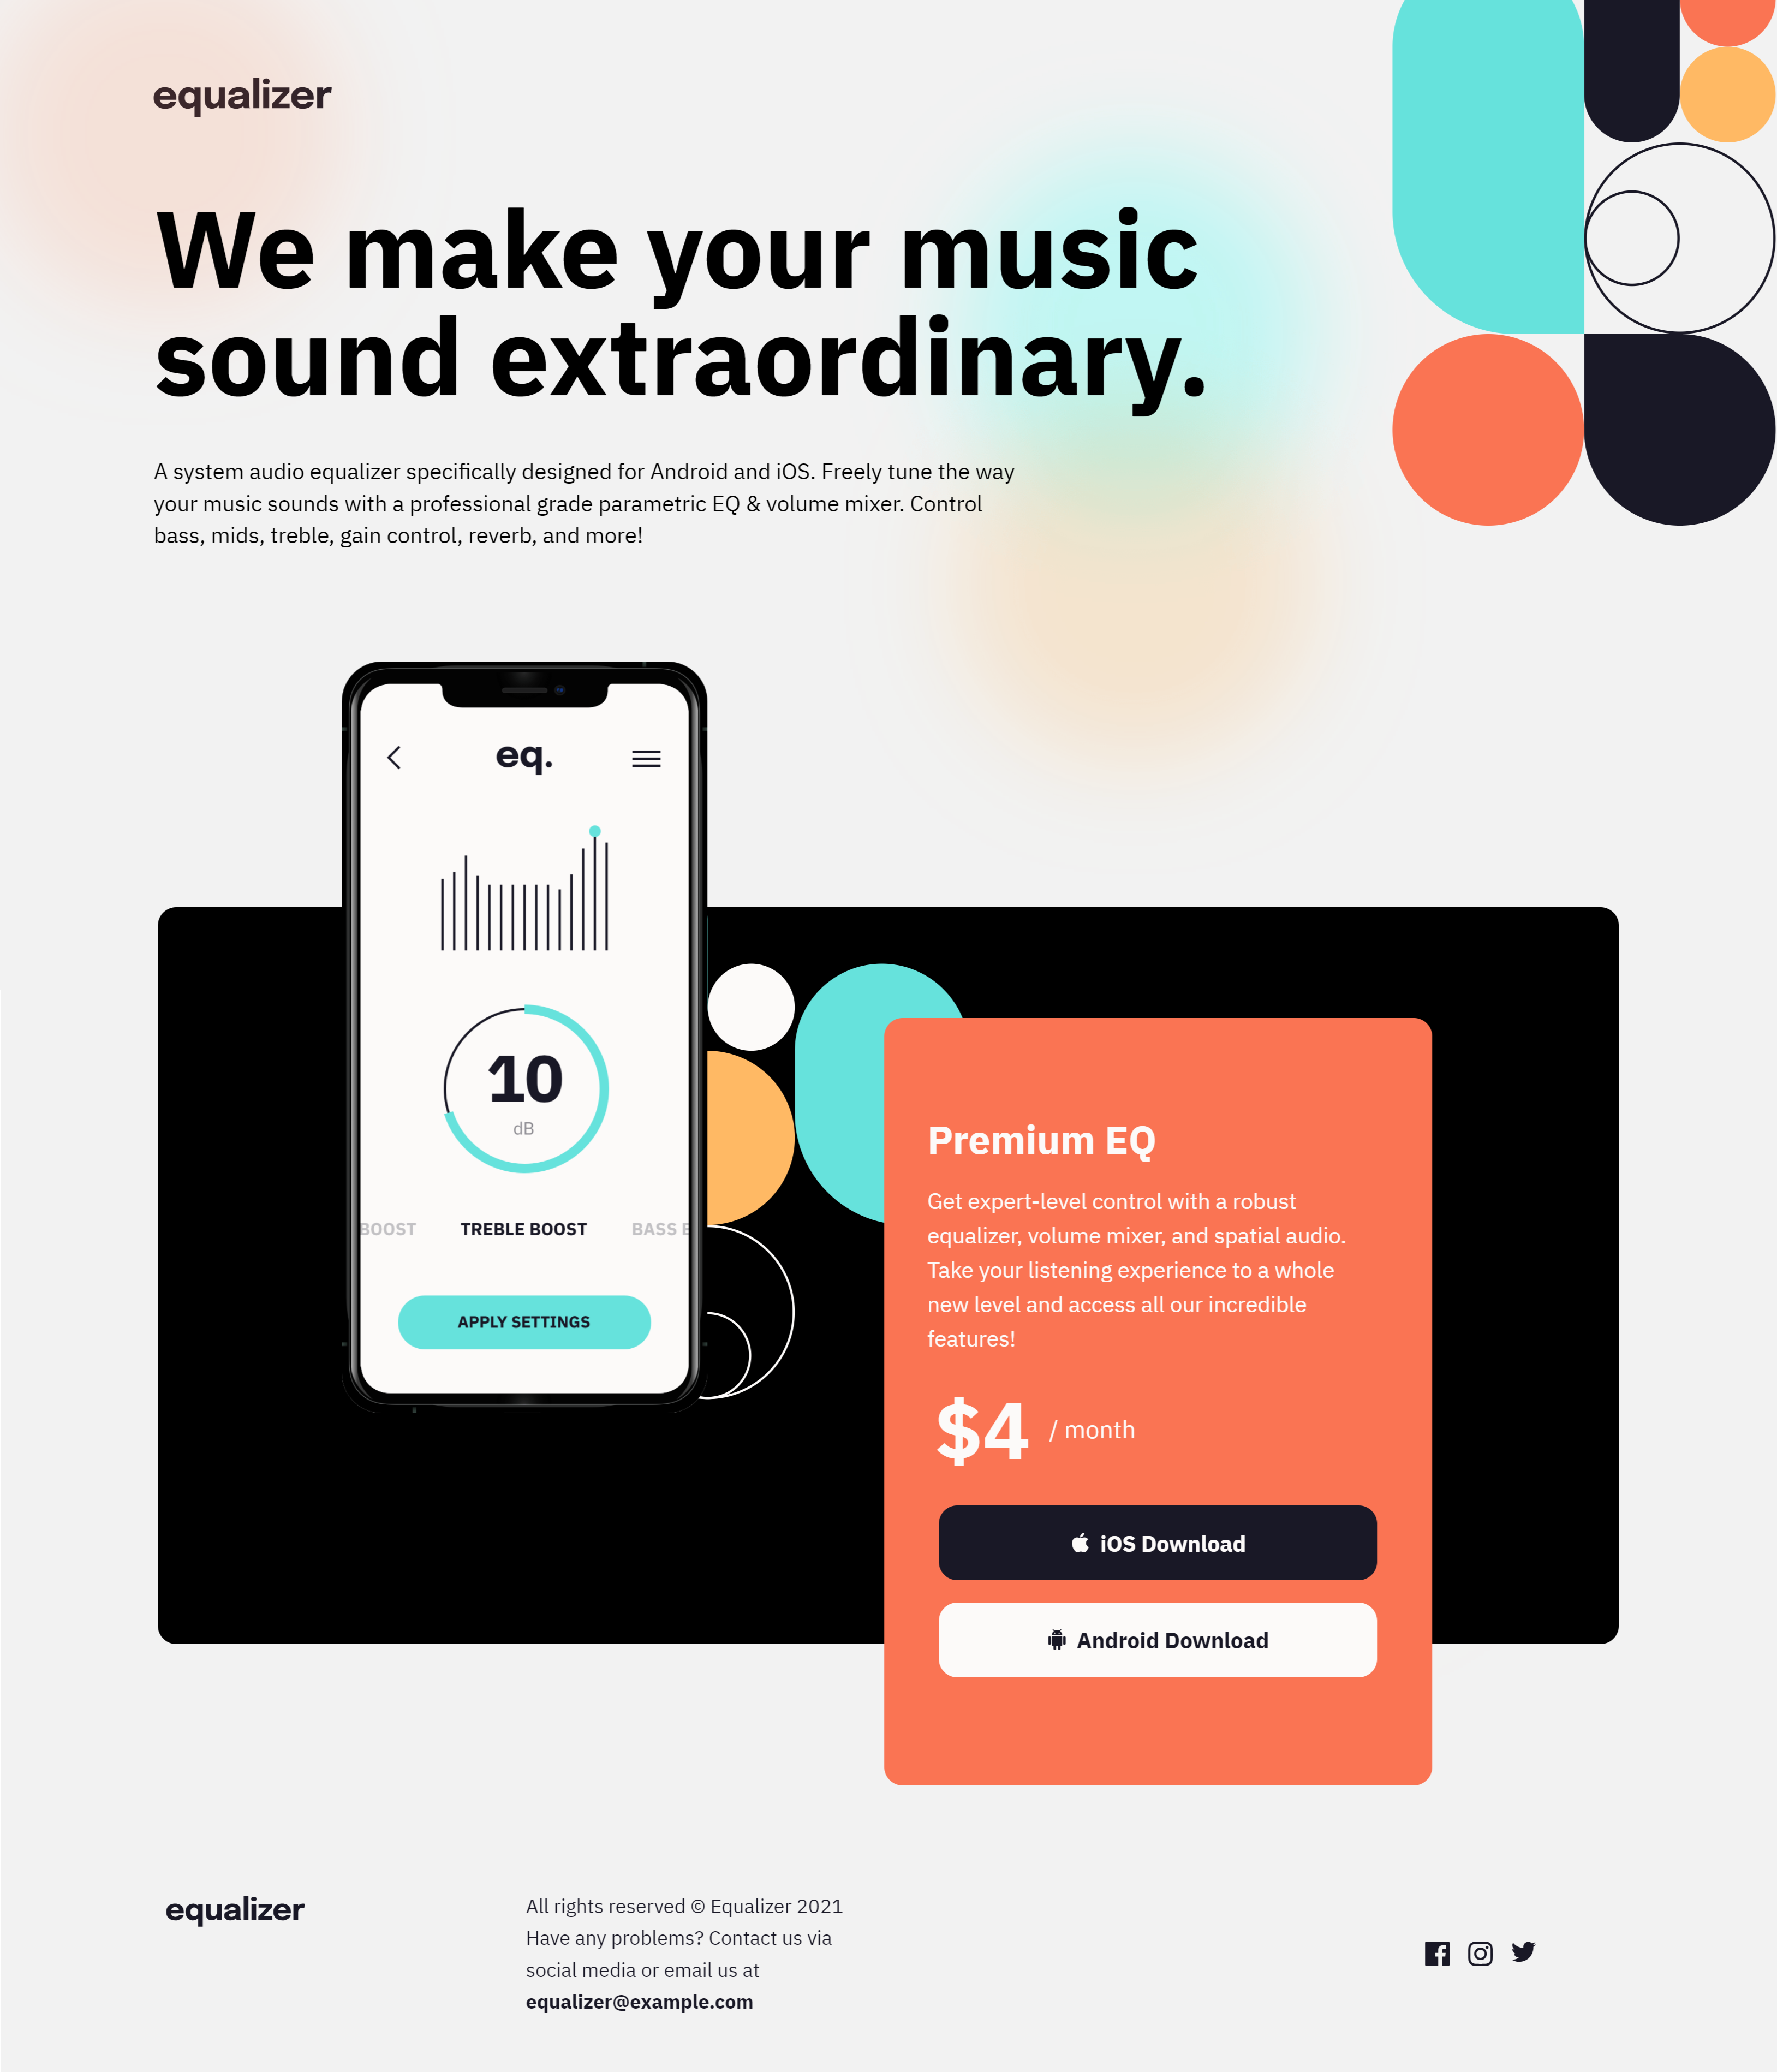 equalizer
We make your music
sound extraordinary.
A system audio equalizer specifically designed for Android and iOS. Freely tune the way
your music sounds with a professional grade parametric EQ & volume mixer. Control
bass, mids, treble, gain control, reverb, and more!
eq.
10
dB
BOOST TREBLE BOOST BASS
APPLY SETTINGS
Premium EQ
Get expert-level control with a robust
equalizer, volume mixer, and spatial audio.
Take your listening experience to a whole
new level and access all our incredible
features!
$4 / month
iOS Download
Android Download
equalizer
All rights reserved © Equalizer 2021
Have any problems? Contact us via
social media or email us at
equalizer@example.com